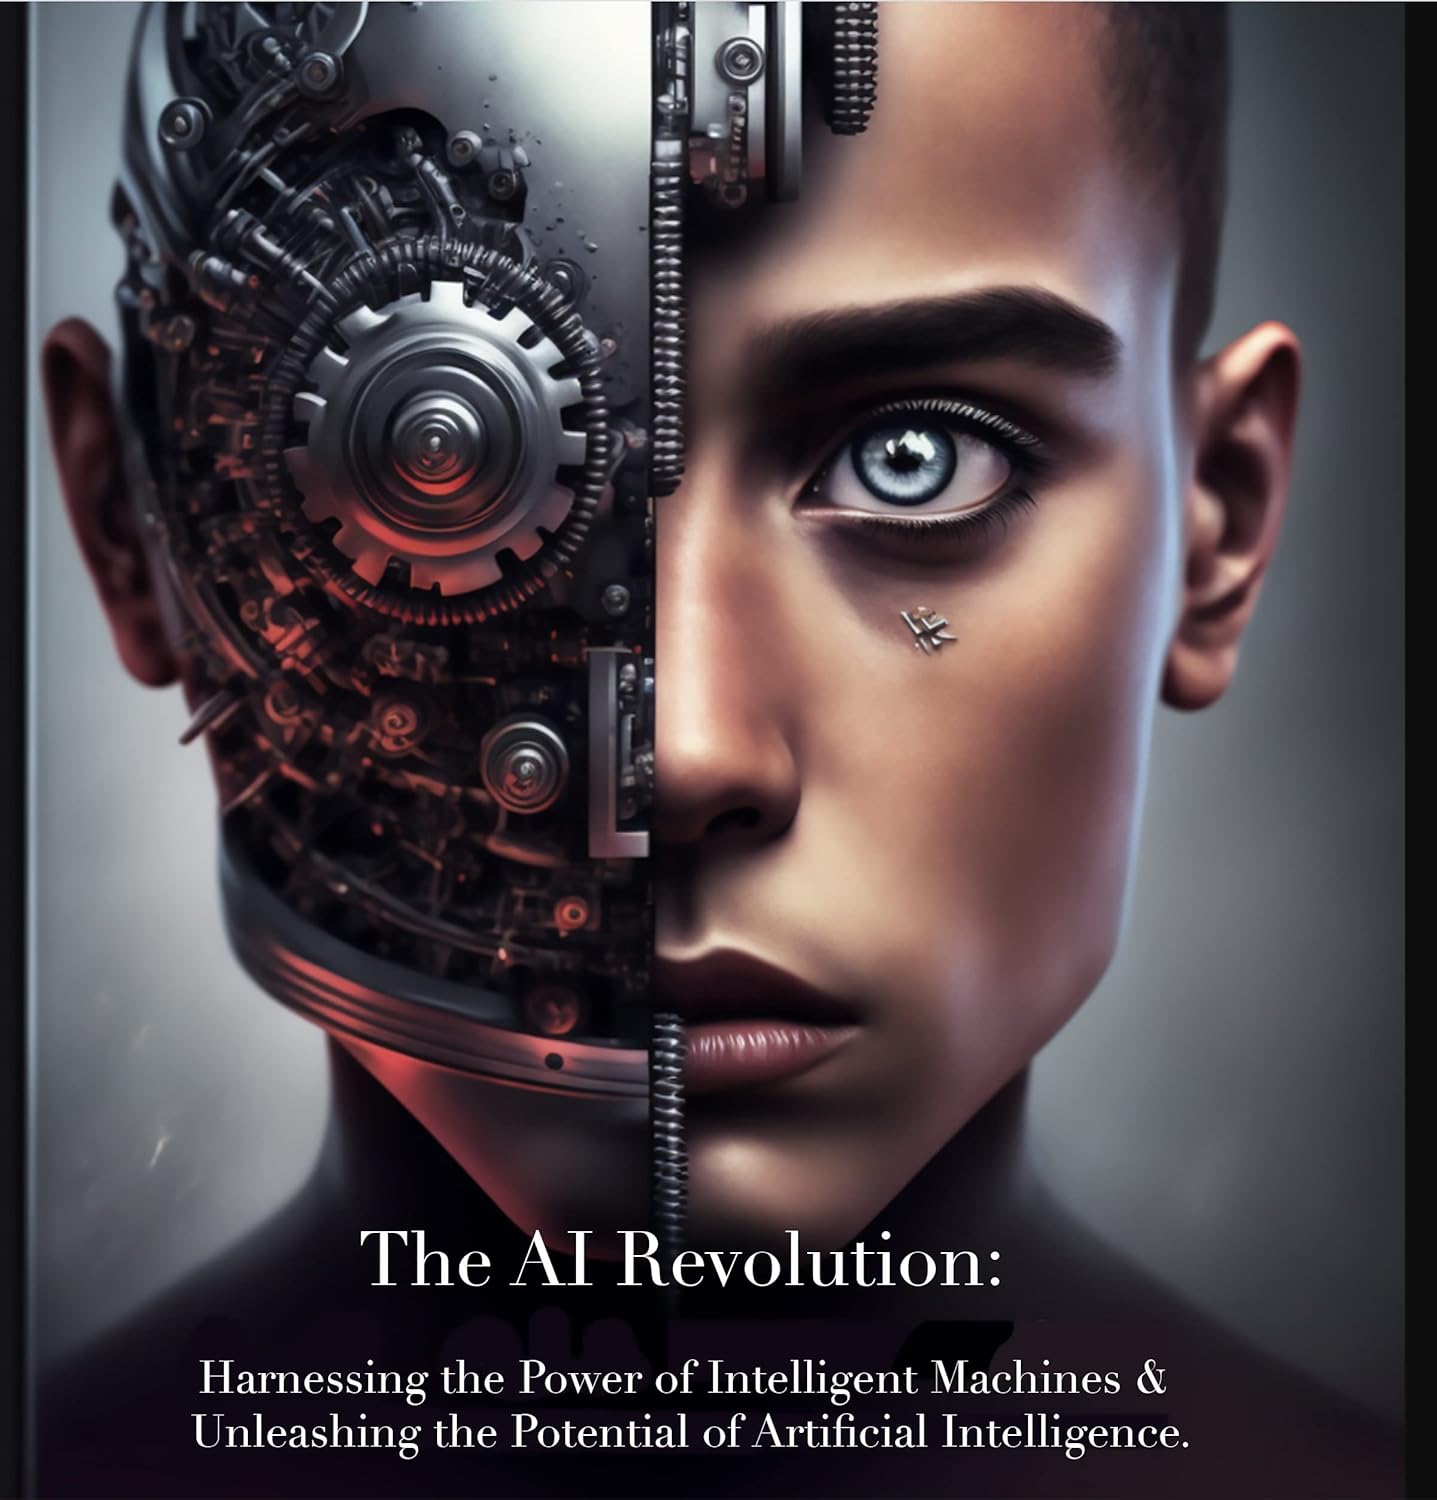 The AI Revolution:
Harnessing the Power of Intelligent Machines &
Unleashing the Potential of Artificial Intelligence.